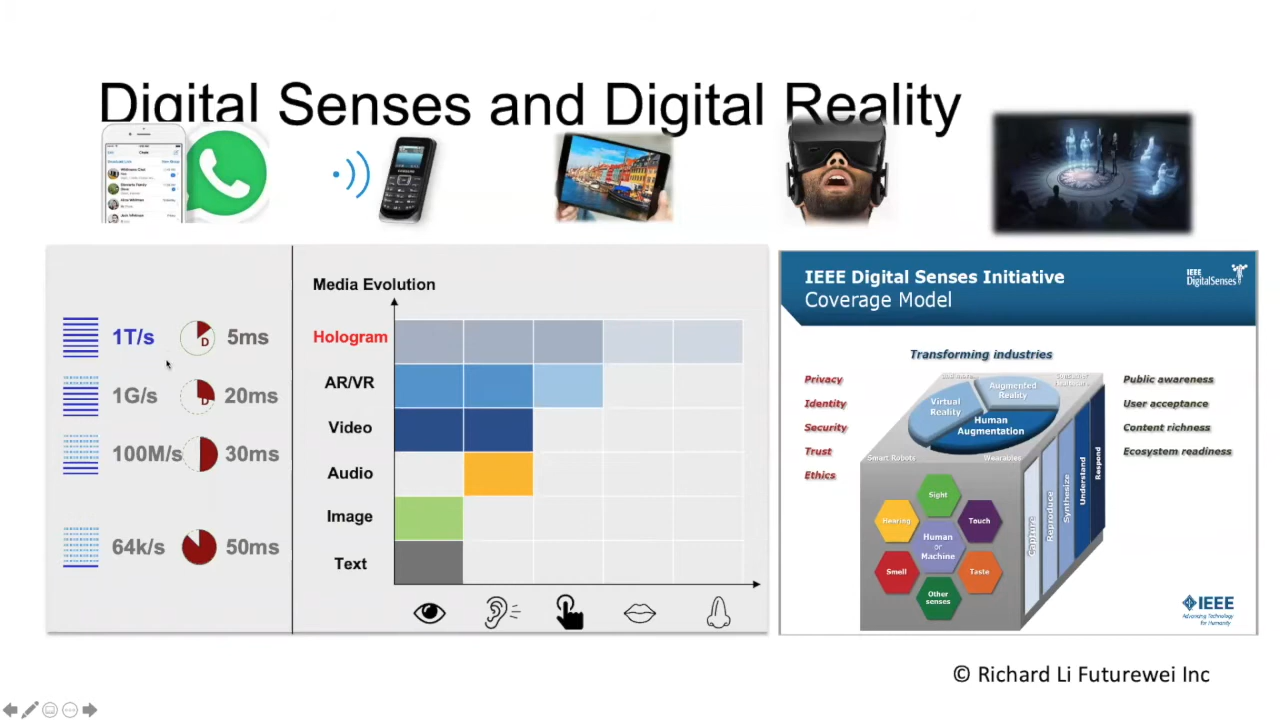 Digital Senses and Digital Reality
Media Evolution
1T/s 5ms
1G/s 20ms
100M/s 30ms
64k/s 50ms
D
D
Hologram
AR/VR
Video
Audio
Image
Text
IEEE Digital Senses Initiative
Coverage Model
IEEE
DigitalSenses
Transforming industries
Privacy
Identity
Security
Trust
Ethics
Virtual
Reality
Augmented
Reality
Human
Augmentation
Smart Robots
Wearables
Sight
Hearing
Touch
Human
or
Machine
Smell
Taste
Other
senses
Capture
Reproduce
Synthesize
Understand
Respond
Public awareness
User acceptance
Content richness
Ecosystem readiness
IEEE
Advancing Technology
for Humanity
© Richard Li Futurewei Inc